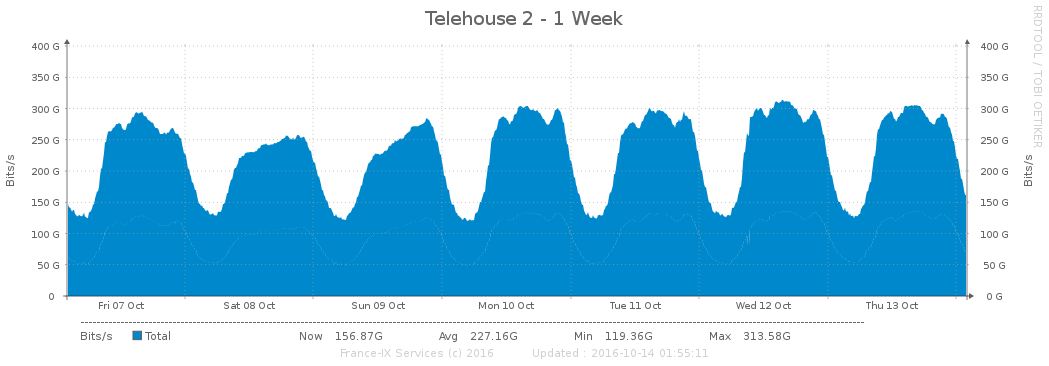 Telehouse 2 - 1 Week
RRDTOOL / TOBI OETIKER
Bits/s
400 G 400 G
350 G 350 G
300 G 300 G
250 G 250 G
200 G 200 G
150 G 150 G
100 G 100 G
50 G 50 G
0 0 G
Bits/s
Fri 07 Oct Sat 08 Oct Sun 09 Oct Mon 10 Oct Tue 11 Oct Wed 12 Oct Thu 13 Oct
Bits/s Total Now 156.87G Avg 227.16G Min 119.36G Max 313.58G
France-IX Services (c) 2016 Updated : 2016-10-14 01:55:11